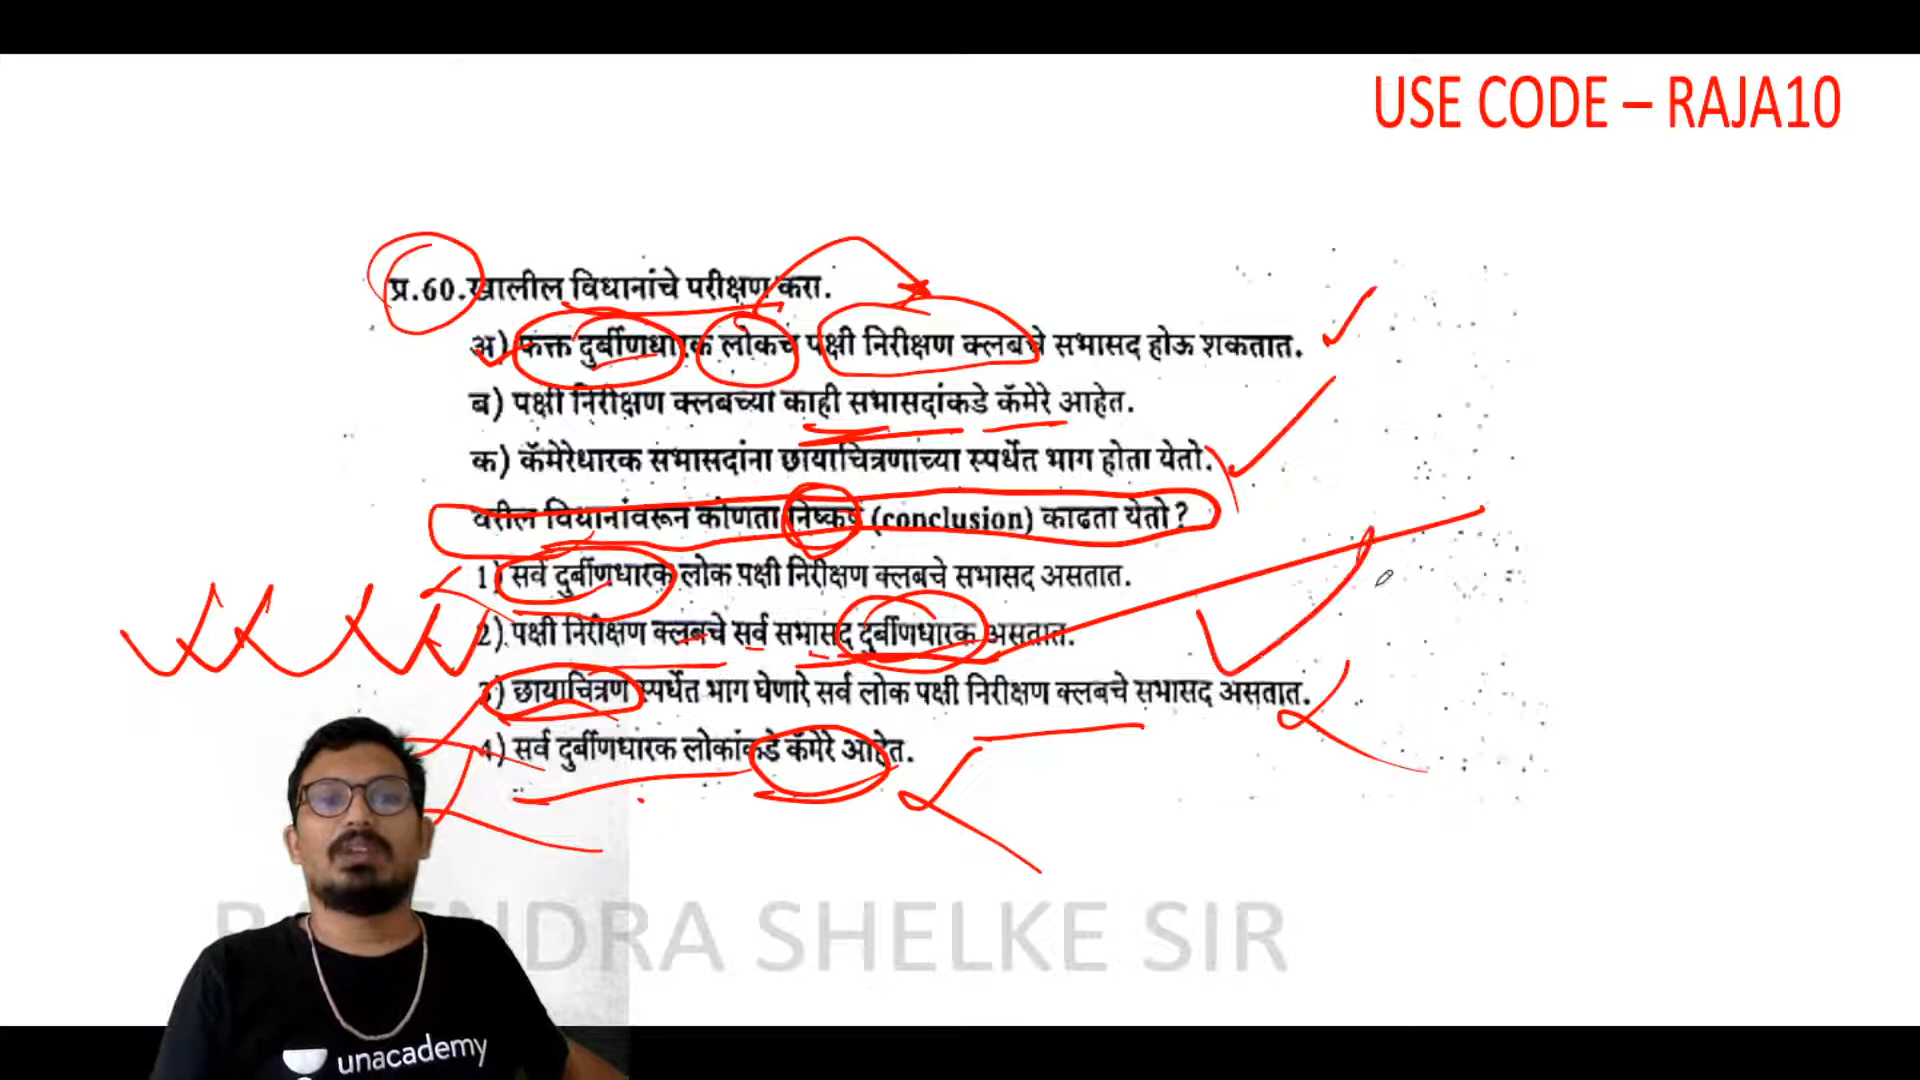 USE CODE – RAJA10
प्र.60. खालील विधानांचे परीक्षण करा.
अ) फक्त दुर्बीणधारक लोकच पक्षी निरीक्षण क्लबचे सभासद होऊ शकतात.
ब) पक्षी निरीक्षण क्लबच्या काही सभासदांकडे कॅमेरे आहेत.
क) कॅमेरेधारक सभासदांना छायाचित्रणाच्या स्पर्धेत भाग होता येतो.
वरील विधानांवरून कोणता निष्कर्ष (conclusion) काढता येतो?
1) सर्व दुर्बीणधारक लोक पक्षी निरीक्षण क्लबचे सभासद असतात.
2) पक्षी निरीक्षण क्लबचे सर्व सभासद दुर्बीणधारक असतात.
3) छायाचित्रण स्पर्धेत भाग घेणारे सर्व लोक पक्षी निरीक्षण क्लबचे सभासद असतात.
4) सर्व दुर्बीणधारक लोकांकडे कॅमेरे आहेत.
SHELKE SIR
unacademy